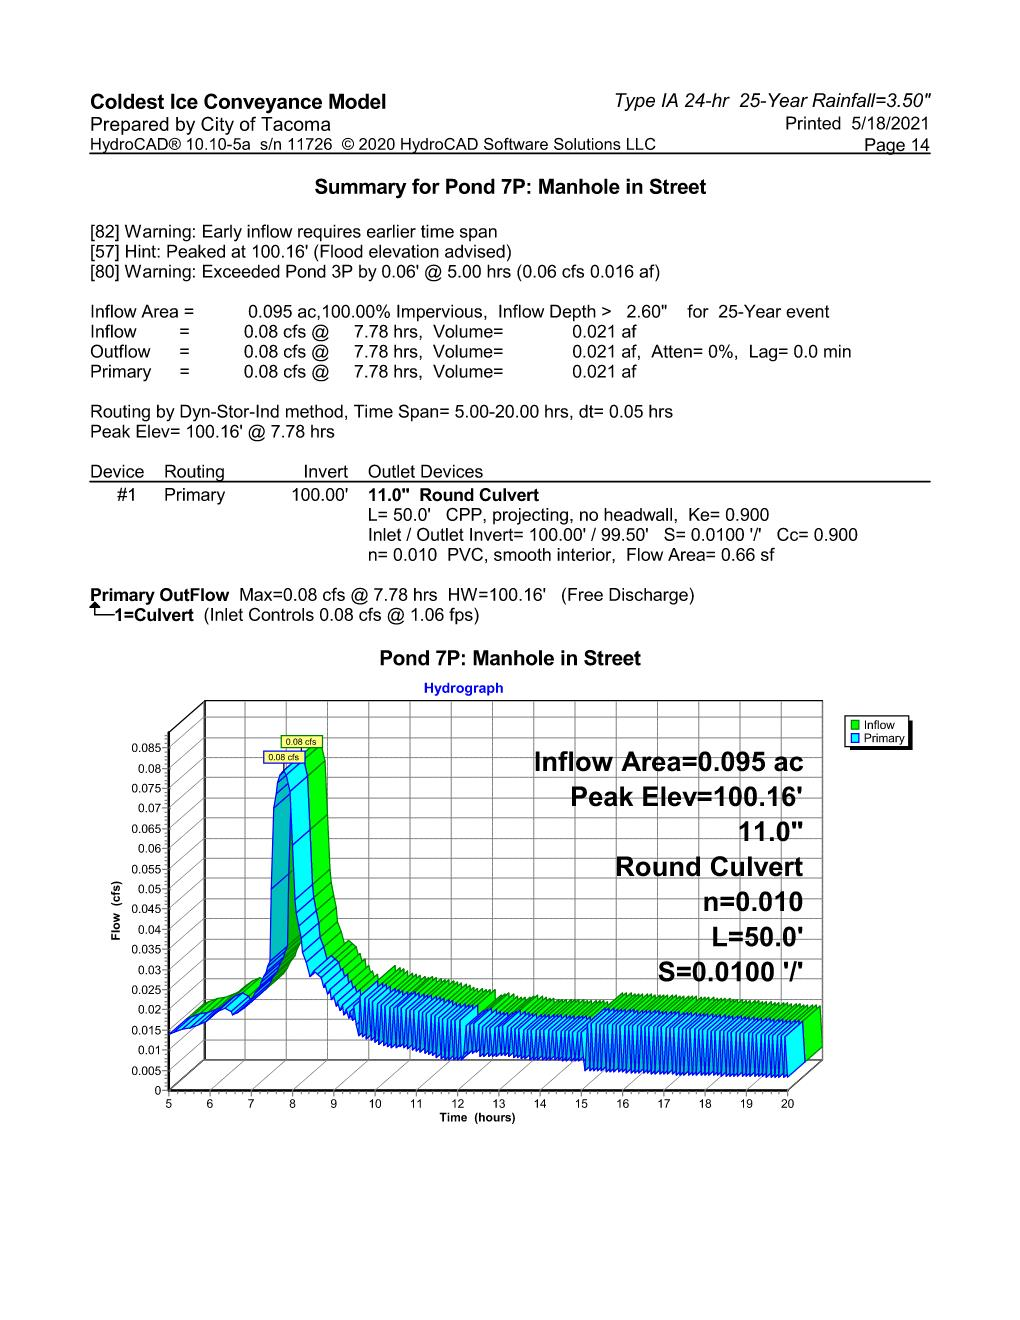 Coldest Ice Conveyance Model
Type IA 24-hr 25-Year Rainfall=3.50"
Prepared by City of Tacoma
Printed 5/18/2021
HydroCAD® 10.10-5a s/n 11726 © 2020 HydroCAD Software Solutions LLC
Page 14
Summary for Pond 7P: Manhole in Street
[82] Warning: Early inflow requires earlier time span
[57] Hint: Peaked at 100.16' (Flood elevation advised)
[80] Warning: Exceeded Pond 3P by 0.06' @ 5.00 hrs (0.06 cfs 0.016 af)
Inflow Area = 0.095 ac,100.00% Impervious, Inflow Depth > 2.60" for 25-Year event
Inflow = 0.08 cfs @ 7.78 hrs, Volume= 0.021 af
Outflow = 0.08 cfs @ 7.78 hrs, Volume= 0.021 af, Atten= 0%, Lag= 0.0 min
Primary = 0.08 cfs @ 7.78 hrs, Volume= 0.021 af
Routing by Dyn-Stor-Ind method, Time Span= 5.00-20.00 hrs, dt= 0.05 hrs
Peak Elev= 100.16' @ 7.78 hrs
Device Routing Invert Outlet Devices
#1 Primary 100.00' 11.0" Round Culvert
L= 50.0' CPP, projecting, no headwall, Ke= 0.900
Inlet / Outlet Invert= 100.00' / 99.50' S= 0.0100 '/' Cc= 0.900
n= 0.010 PVC, smooth interior, Flow Area= 0.66 sf
Primary OutFlow Max=0.08 cfs @ 7.78 hrs HW=100.16' (Free Discharge)
1=Culvert (Inlet Controls 0.08 cfs @ 1.06 fps)
Pond 7P: Manhole in Street
Hydrograph
Inflow
Primary
0.08 cfs
0.08 cfs
Inflow Area=0.095 ac
Peak Elev=100.16'
11.0"
Round Culvert
n=0.010
L=50.0'
S=0.0100 '/'
Flow (cfs)
0.085
0.08
0.075
0.07
0.065
0.06
0.055
0.05
0.045
0.04
0.035
0.03
0.025
0.02
0.015
0.01
0.005
0
5 6 7 8 9 10 11 12 13 14 15 16 17 18 19 20
Time (hours)